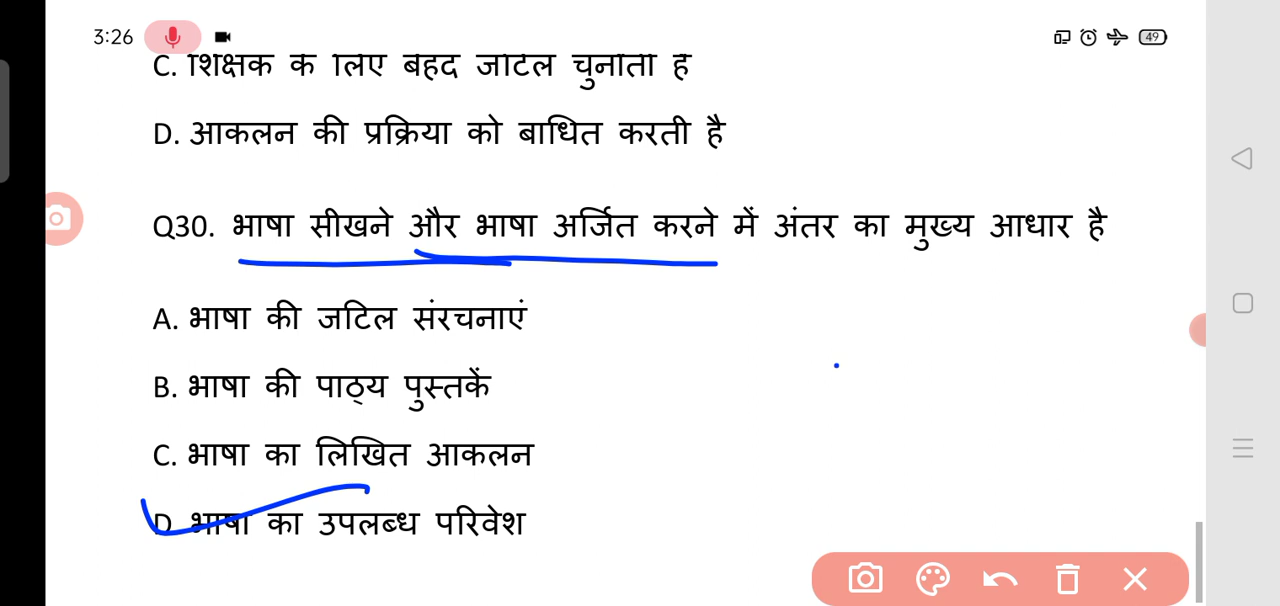 3:26
49
C. शिक्षक के लिए बेहद जटिल चुनौती है
D. आकलन की प्रक्रिया को बाधित करती है
Q30. भाषा सीखने और भाषा अर्जित करने में अंतर का मुख्य आधार है
A. भाषा की जटिल संरचनाएं
B. भाषा की पाठ्य पुस्तकें
C. भाषा का लिखित आकलन
D. भाषा का उपलब्ध परिवेश